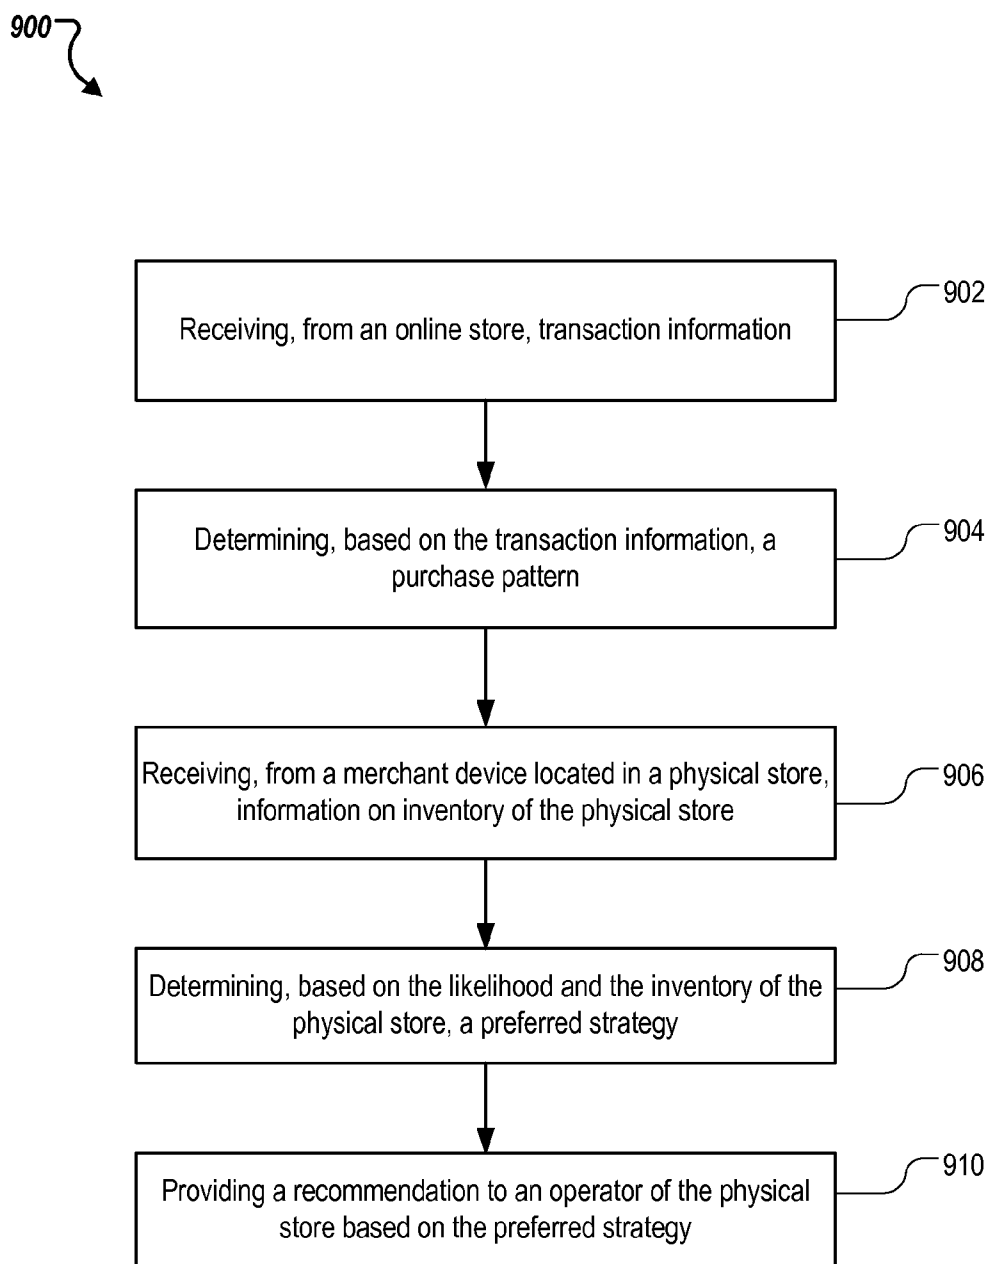 900
Receiving, from an online store, transaction information
902
Determining, based on the transaction information, a
purchase pattern
904
Receiving, from a merchant device located in a physical store,
information on inventory of the physical store
906
Determining, based on the likelihood and the inventory of the
physical store, a preferred strategy
908
Providing a recommendation to an operator of the physical
store based on the preferred strategy
910